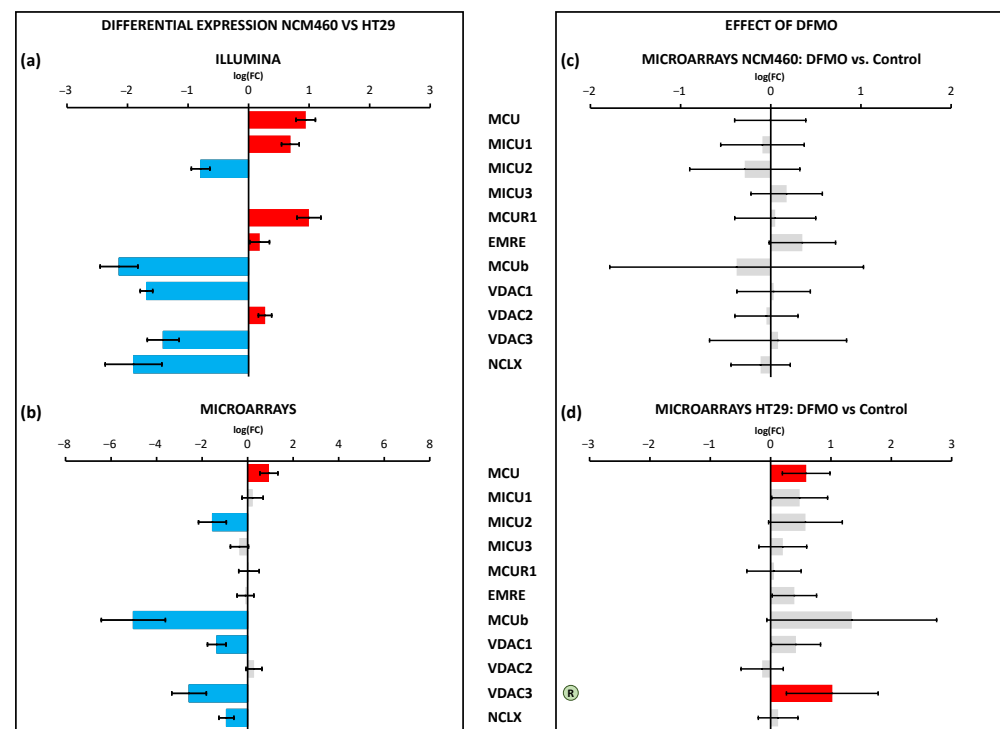 DIFFERENTIAL EXPRESSION NCM460 VS HT29
EFFECT OF DFMO
(a)
ILLUMINA
log(FC)
−3 −2 −1 0 1 2 3
(c)
MICROARRAYS NCM460: DFMO vs. Control
log(FC)
−2 −1 0 1 2
MCU
MICU1
MICU2
MICU3
MCUR1
EMRE
MCUb
VDAC1
VDAC2
VDAC3
NCLX
(b)
MICROARRAYS
log(FC)
−8 −6 −4 −2 0 2 4 6 8
(d)
MICROARRAYS HT29: DFMO vs Control
log(FC)
−3 −2 −1 0 1 2 3
MCU
MICU1
MICU2
MICU3
MCUR1
EMRE
MCUb
VDAC1
VDAC2
VDAC3
R
NCLX